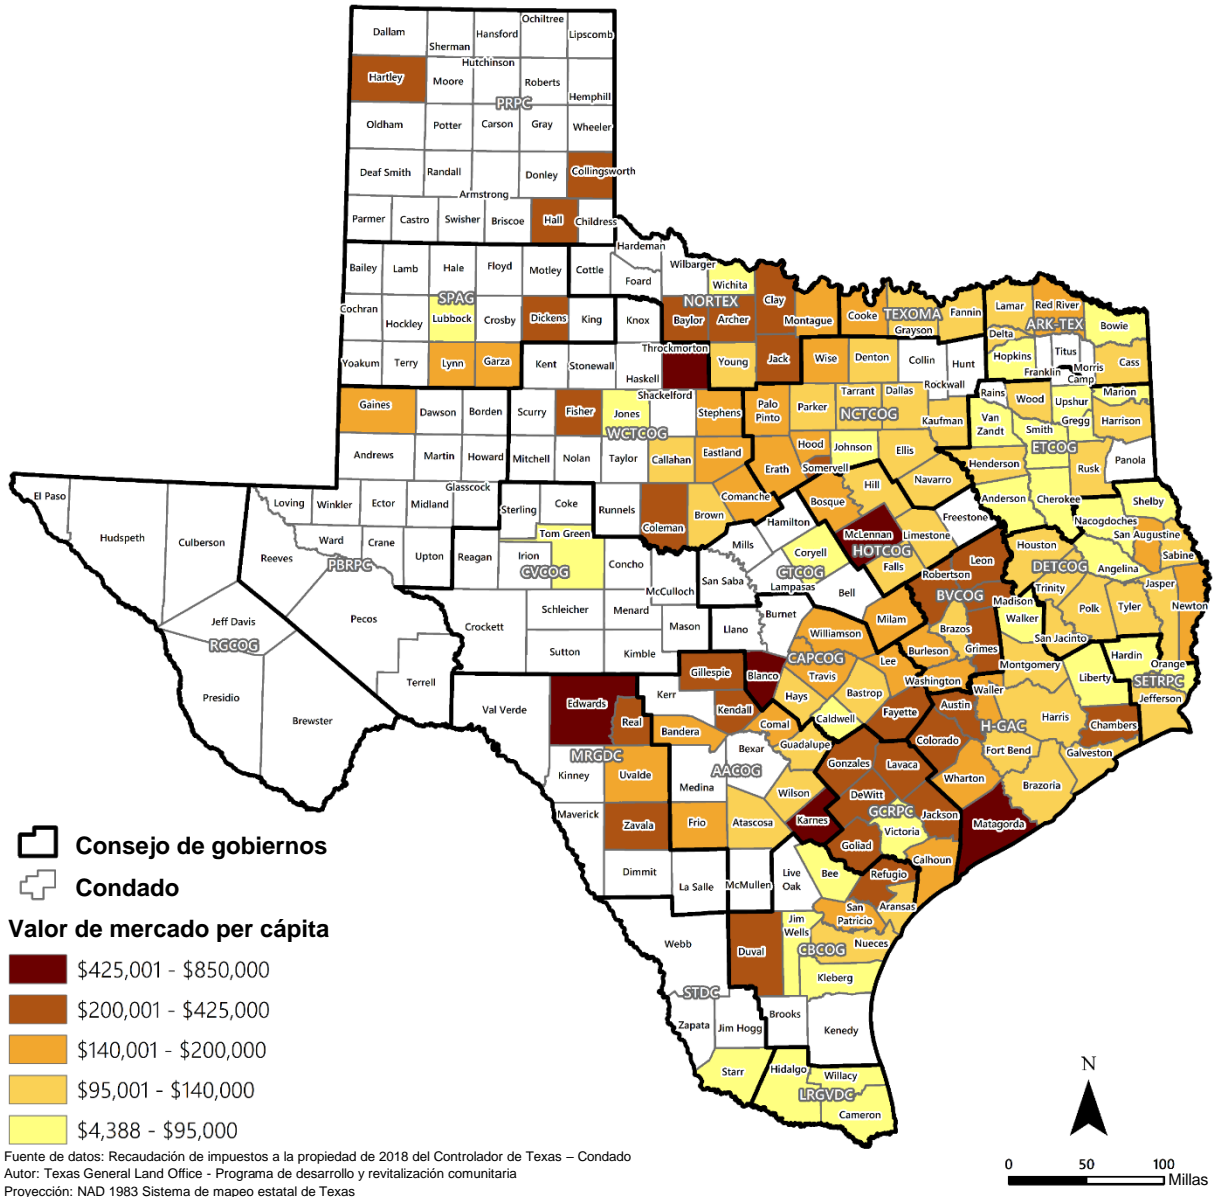 Ochiltree
Dallam
Sherman
Hansford
Lipscomb
Hutchinson
Hartley
Moore
Roberts
Hemphill
PRPC
Oldham
Potter
Carson
Gray
Wheeler
Deaf Smith
Randall
Donley
Collingsworth
Armstrong
Parmer
Castro
Swisher
Briscoe
Hall
Childress
Hardeman
Bailey
Lamb
Hale
Floyd
Motley
Cottle
Foard
Wilbarger
Wichita
SPAG
NORTEX
Clay
Cochran
Hockley
Lubbock
Crosby
Dickens
King
Knox
Baylor
Archer
Montague
Cooke
TEXOMA
Grayson
Fannin
Lamar
Red River
ARK-TEX
Bowie
Delta
Throckmorton
Yoakum
Terry
Lynn
Garza
Kent
Stonewall
Haskell
Young
Jack
Wise
Denton
Collin
Hunt
Hopkins
Titus
Franklin
Morris
Camp
Cass
Rockwall
Rains
Wood
Upshur
Marion
Gaines
Dawson
Borden
Scurry
Fisher
Jones
Shackelford
Stephens
WCTCOG
Palo
Pinto
Parker
Tarrant
Dallas
NCTCOG
Kaufman
Van
Zandt
Smith
Gregg
Harrison
ETCOG
Andrews
Martin
Howard
Mitchell
Nolan
Taylor
Callahan
Eastland
Erath
Hood
Somervell
Johnson
Ellis
Henderson
Rusk
Panola
El Paso
Hudspeth
Culberson
Loving
Winkler
Ector
Midland
Glasscock
Sterling
Coke
Runnels
Coleman
Brown
Comanche
Bosque
Hill
Navarro
Anderson
Cherokee
Shelby
Nacogdoches
San Augustine
Sabine
Reeves
Ward
Crane
Upton
Reagan
Irion
Tom Green
CVCOG
Concho
PBRPC
Hamilton
Mills
Coryell
CTCOG
Lampasas
McLennan
HOTCOG
Limestone
Freestone
Falls
Leon
Robertson
Houston
DETCOG
Angelina
Trinity
Jasper
Newton
San Saba
McCulloch
Bell
BVCOG
Madison
Walker
Polk
Tyler
San Jacinto
Jeff Davis
RGCOG
Pecos
Crockett
Schleicher
Menard
Mason
Llano
Burnet
Williamson
Milam
Brazos
Grimes
Burleson
Sutton
Kimble
Gillespie
Blanco
CAPCOG
Travis
Lee
Washington
Montgomery
Liberty
Hardin
Orange
SETRPC
Jefferson
Terrell
Presidio
Brewster
Val Verde
Edwards
Real
Kerr
Kendall
Hays
Bastrop
Caldwell
Fayette
Austin
Waller
H-GAC
Harris
Chambers
Bandera
Comal
Guadalupe
Colorado
Fort Bend
Galveston
MRGDC
Kinney
Uvalde
Medina
Bexar
AACOG
Wilson
Gonzales
Lavaca
Wharton
Brazoria
Maverick
Zavala
Frio
Atascosa
Karnes
DeWitt
GCRPC
Victoria
Jackson
Matagorda
Goliad
Calhoun
Dimmit
La Salle
McMullen
Live
Oak
Bee
Refugio
Aransas
San
Patricio
Webb
Duval
Jim
Wells
CBCOG
Nueces
Kleberg
STDC
Zapata
Jim Hogg
Brooks
Kenedy
Starr
Hidalgo
Willacy
LRGVDC
Cameron
Consejo de gobiernos
Condado
Valor de mercado per cápita
$425,001 - $850,000
$200,001 - $425,000
$140,001 - $200,000
$95,001 - $140,000
$4,388 - $95,000
Fuente de datos: Recaudación de impuestos a la propiedad de 2018 del Controlador de Texas – Condado
Autor: Texas General Land Office - Programa de desarrollo y revitalización comunitaria
Proyección: NAD 1983 Sistema de mapeo estatal de Texas
N
0 50 100
Millas